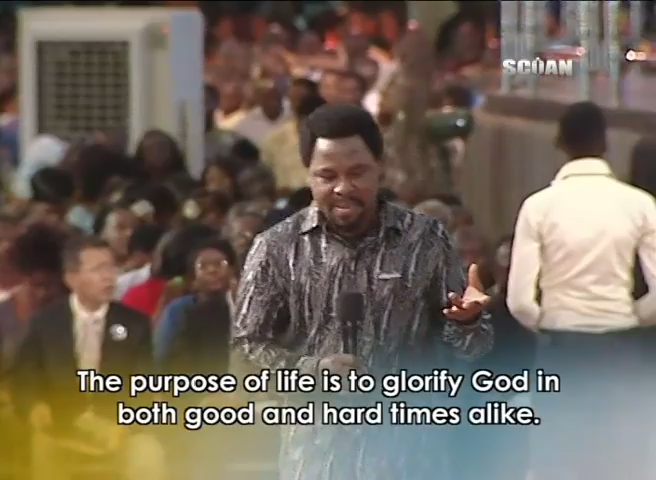 SCOAN
The purpose of life is to glorify God in
both good and hard times alike.